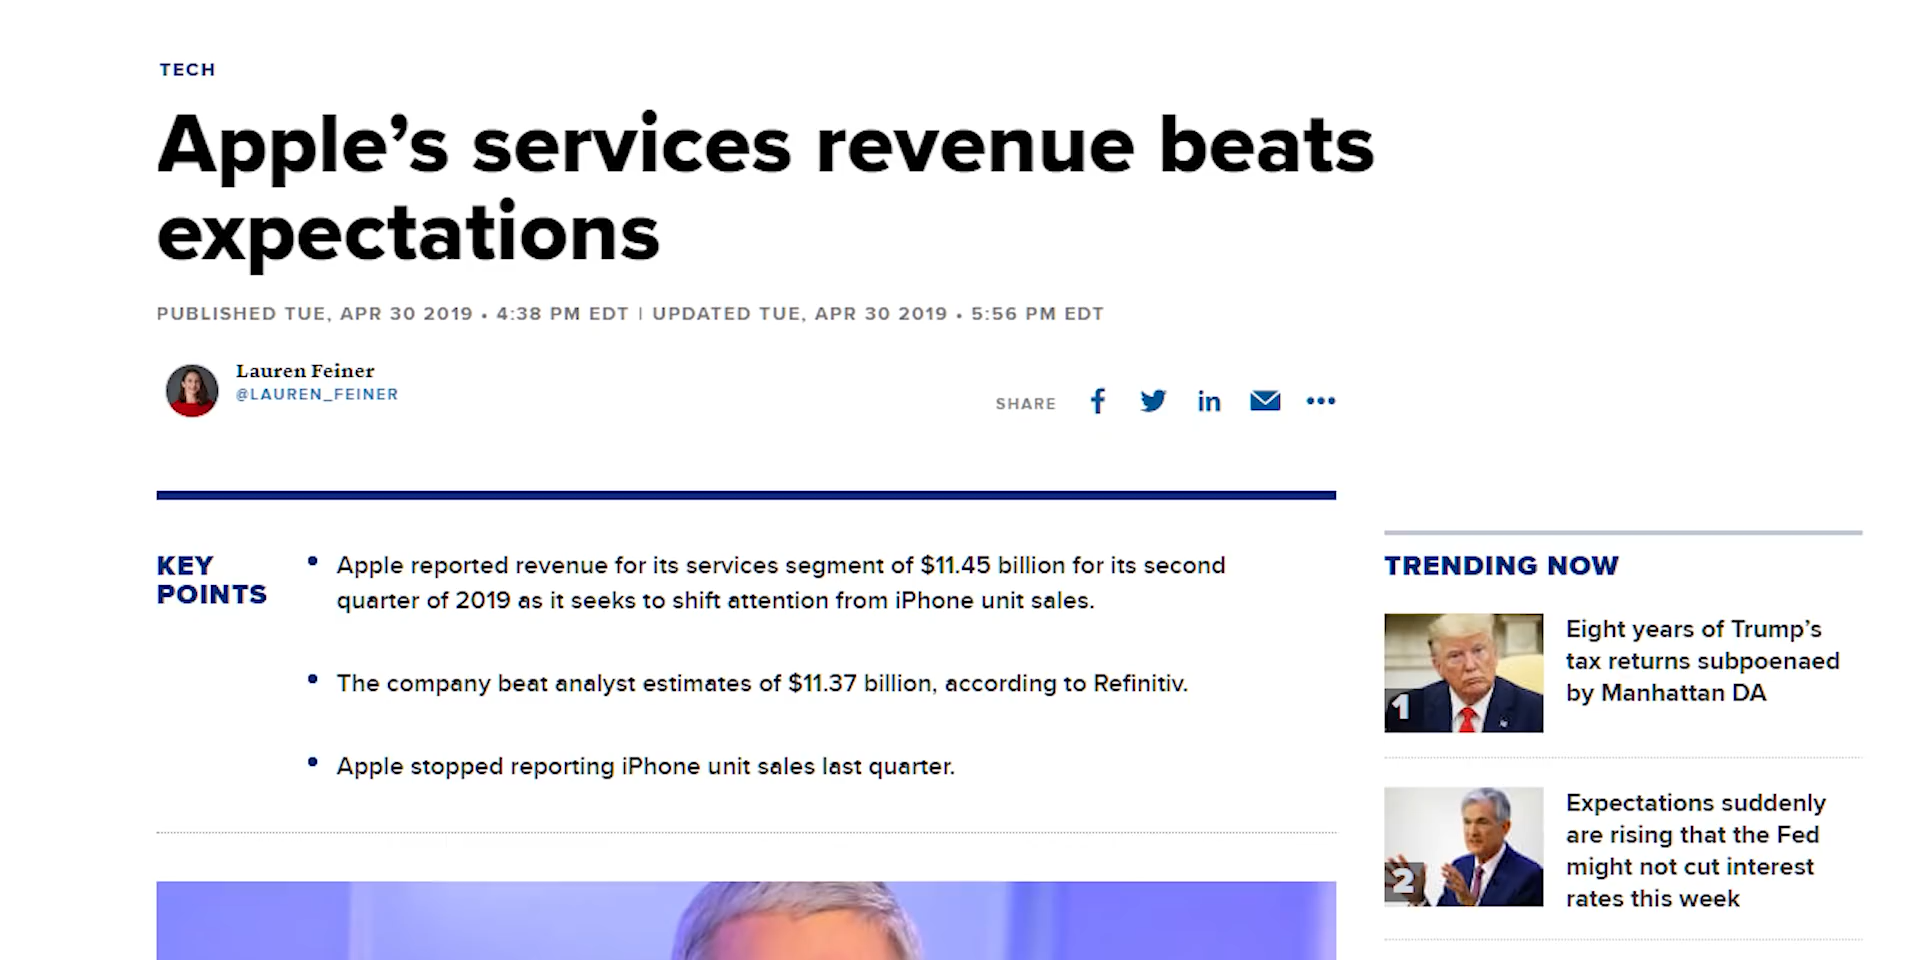 TECH
Apple’s services revenue beats
expectations
PUBLISHED TUE, APR 30 2019 • 4:38 PM EDT | UPDATED TUE, APR 30 2019 • 5:56 PM EDT
Lauren Feiner
@LAUREN_FEINER
SHARE f in •••
KEY
POINTS
• Apple reported revenue for its services segment of $11.45 billion for its second
quarter of 2019 as it seeks to shift attention from iPhone unit sales.
• The company beat analyst estimates of $11.37 billion, according to Refinitiv.
• Apple stopped reporting iPhone unit sales last quarter.
TRENDING NOW
1
Eight years of Trump’s
tax returns subpoenaed
by Manhattan DA
2
Expectations suddenly
are rising that the Fed
might not cut interest
rates this week